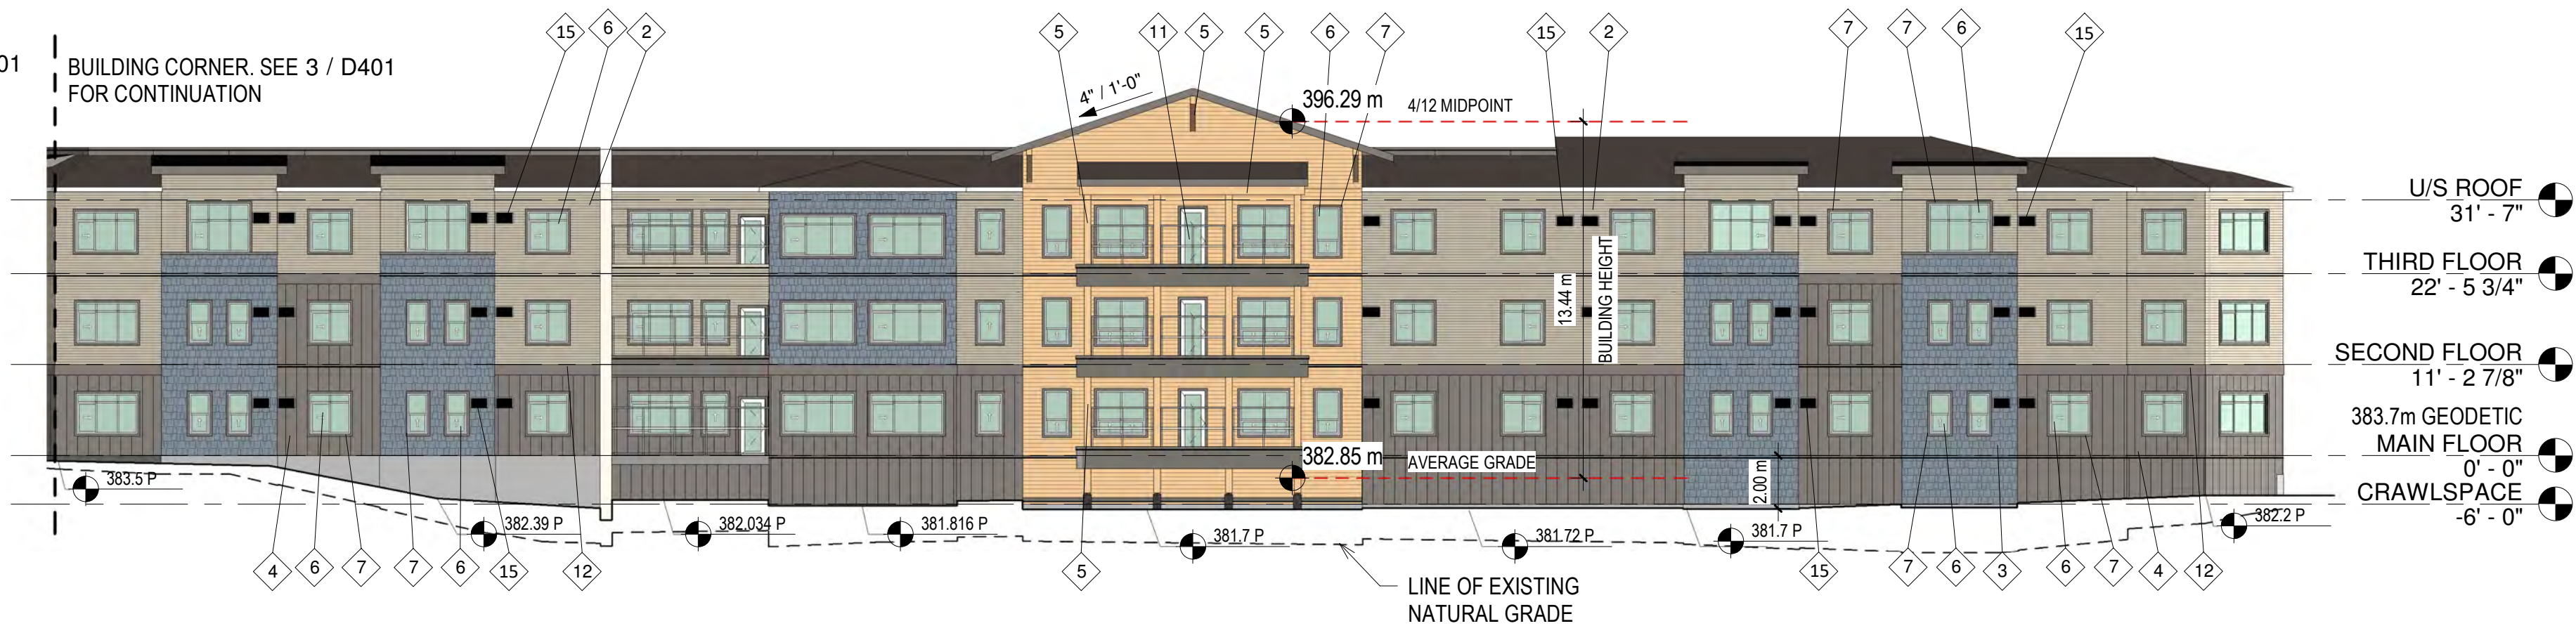 15 6 2 5 11 5 5 6 7 15 2 7 7 6 15
01
BUILDING CORNER. SEE 3 / D401
FOR CONTINUATION
4" / 1'-0"
396.29 m
4/12 MIDPOINT
U/S ROOF
31' - 7"
THIRD FLOOR
22' - 5 3/4"
13.44 m
BUILDING HEIGHT
SECOND FLOOR
11' - 2 7/8"
383.7m GEODETIC
MAIN FLOOR
0' - 0"
382.85 m
AVERAGE GRADE
2.00 m
CRAWLSPACE
-6' - 0"
383.5 P
382.39 P
382.034 P
381.816 P
381.7 P
381.72 P
381.7 P
382.2 P
4 6 7 7 6 15 12 5 15 7 6 3 6 7 4 12
LINE OF EXISTING
NATURAL GRADE